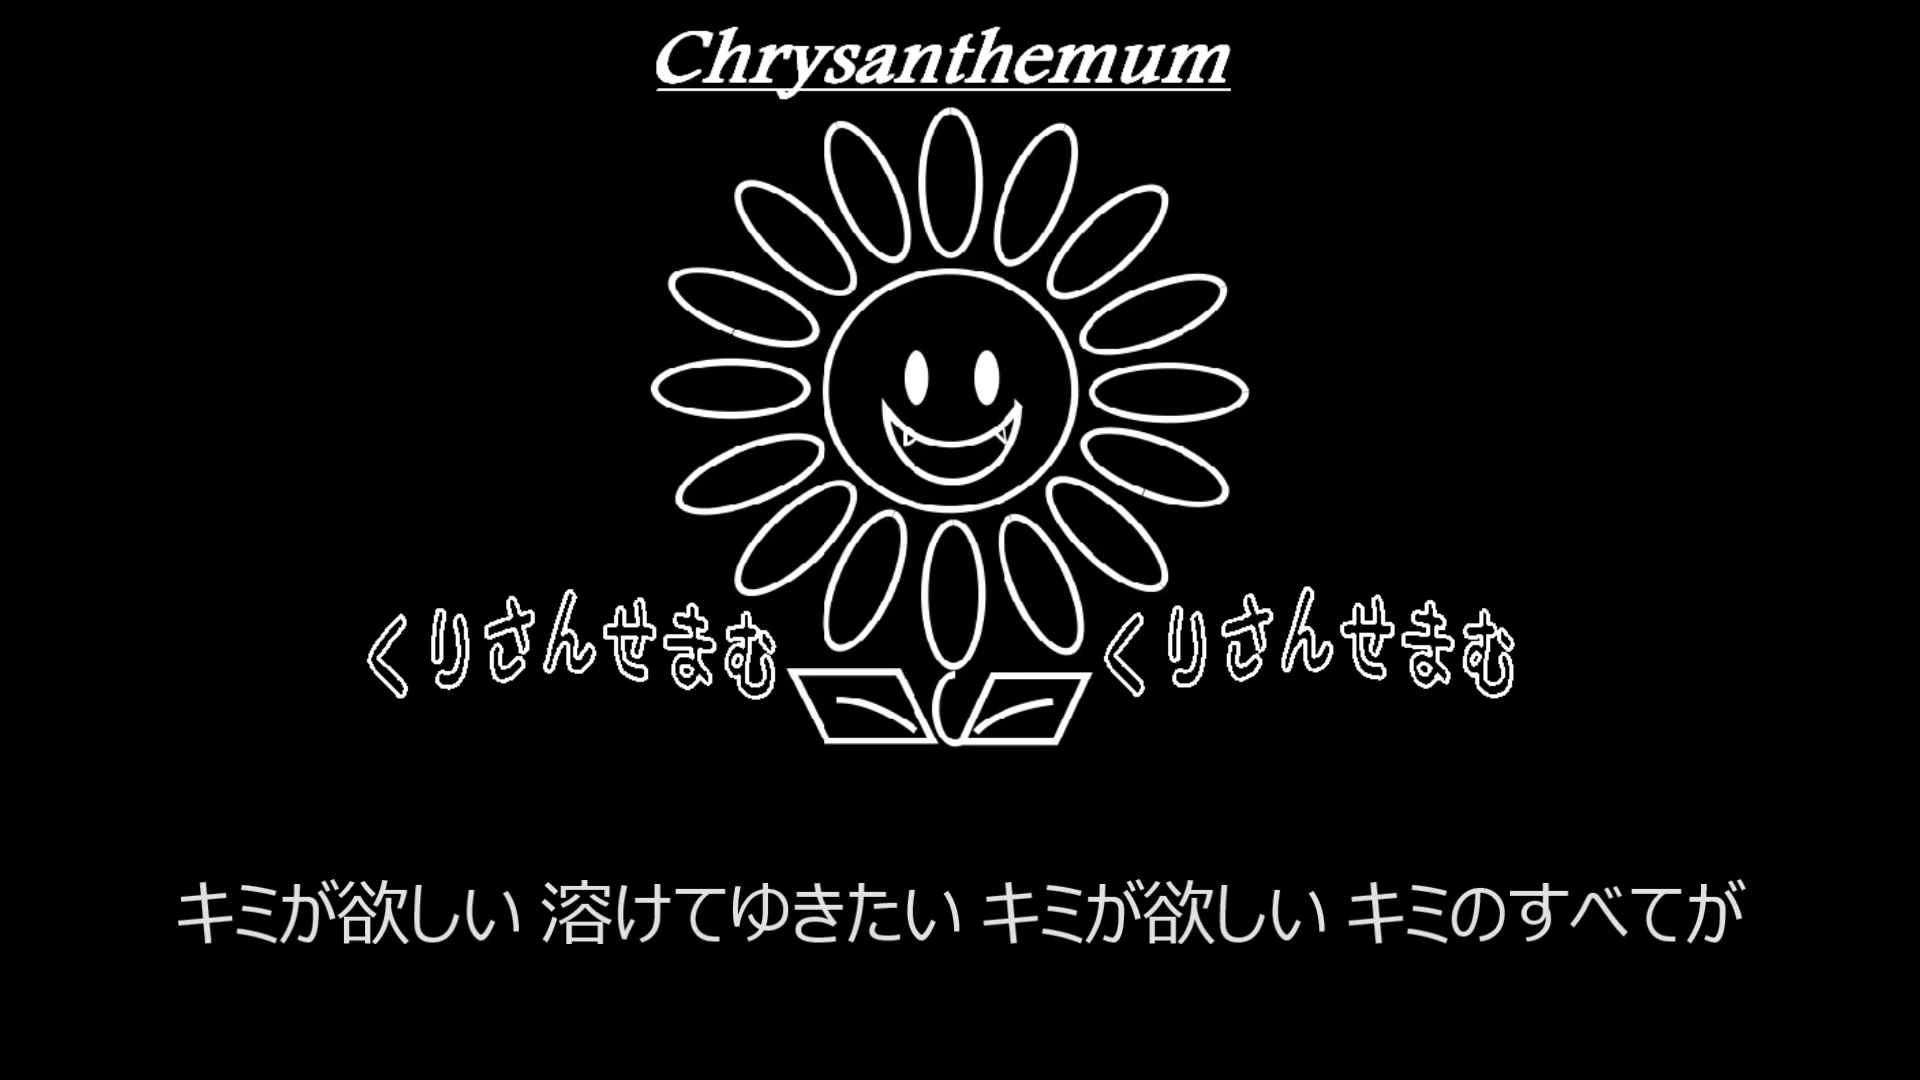 Chrysanthemum
くりさんせまむ くりさんせまむ
キミが欲しい 溶けてゆきたい キミが欲しい キミのすべてが